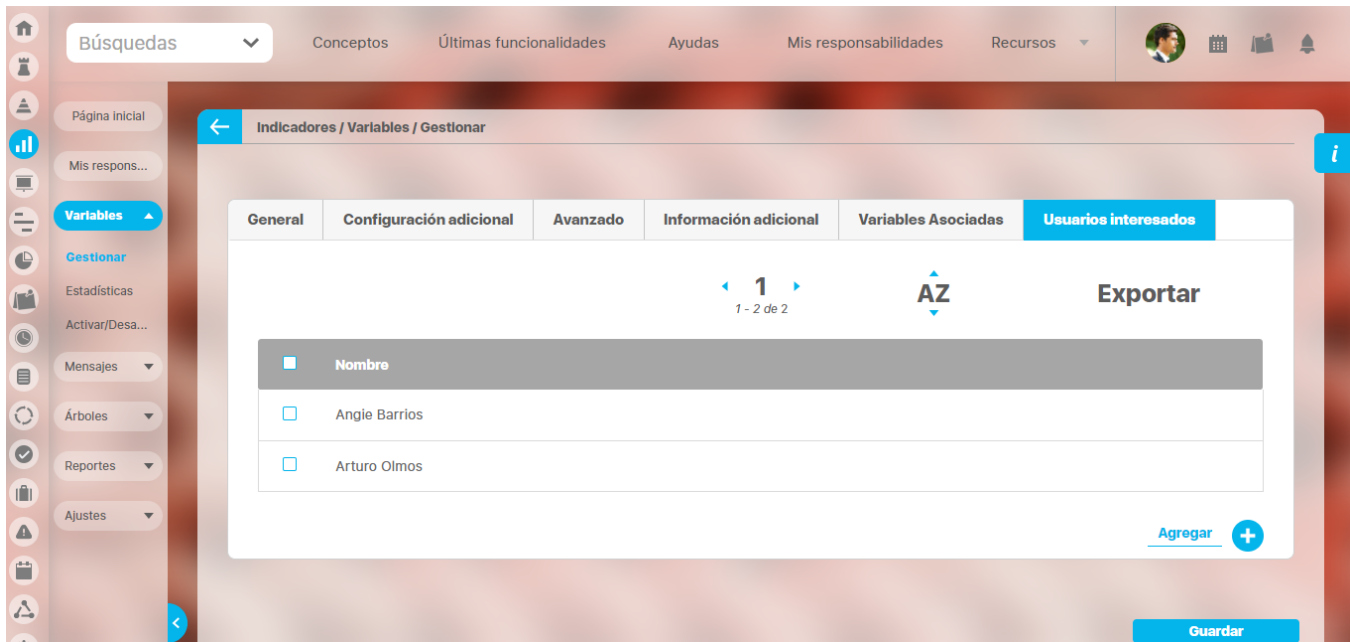 Búsquedas
Conceptos
Últimas funcionalidades
Ayudas
Mis responsabilidades
Recursos
Página inicial
Mis respons...
Variables
Gestionar
Estadísticas
Activar/Desa...
Mensajes
Árboles
Reportes
Ajustes
Indicadores / Variables / Gestionar
i
General
Configuración adicional
Avanzado
Información adicional
Variables Asociadas
Usuarios interesados
1
1 - 2 de 2
AZ
Exportar
Nombre
Angie Barrios
Arturo Olmos
Agregar
Guardar